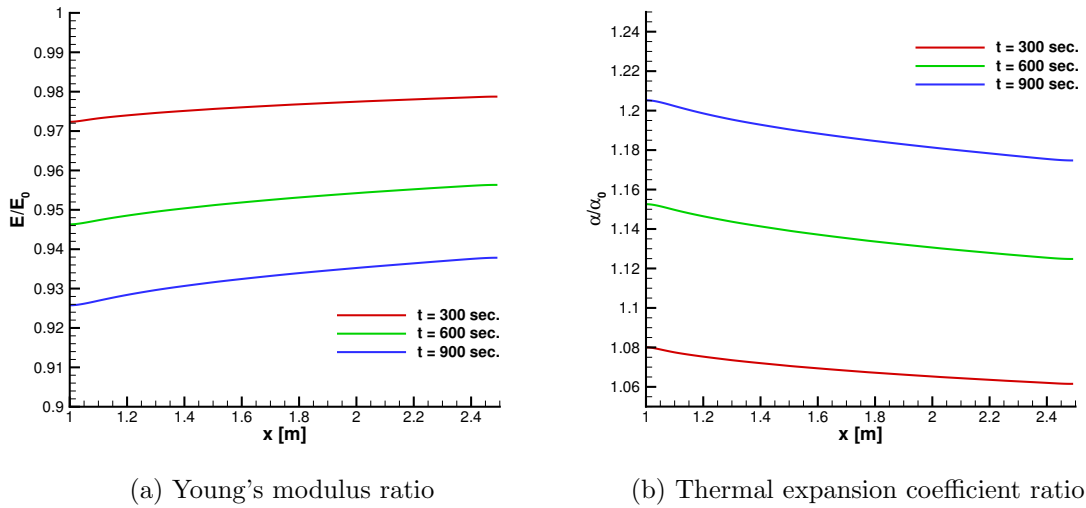 1
0.99
0.98
0.97
0.96
0.95
0.94
0.93
0.92
0.91
0.9
E/E0
1 1.2 1.4 1.6 1.8 2 2.2 2.4
x [m]
t = 300 sec.
t = 600 sec.
t = 900 sec.
(a) Young's modulus ratio
1.24
1.22
1.2
1.18
1.16
1.14
1.12
1.1
1.08
1.06
α/α0
1 1.2 1.4 1.6 1.8 2 2.2 2.4
x [m]
t = 300 sec.
t = 600 sec.
t = 900 sec.
(b) Thermal expansion coefficient ratio